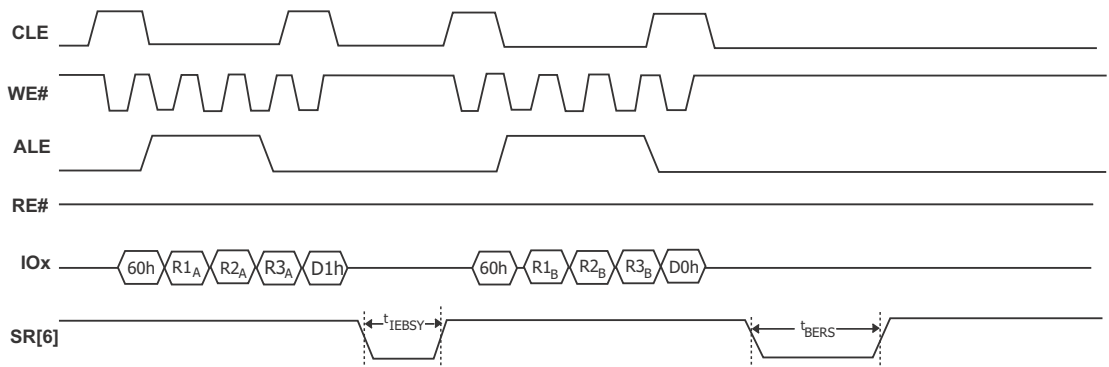 CLE
WE#
ALE
RE#
IOx 60h R1A R2A R3A D1h 60h R1B R2B R3B D0h
SR[6] tIEBSY tBERS